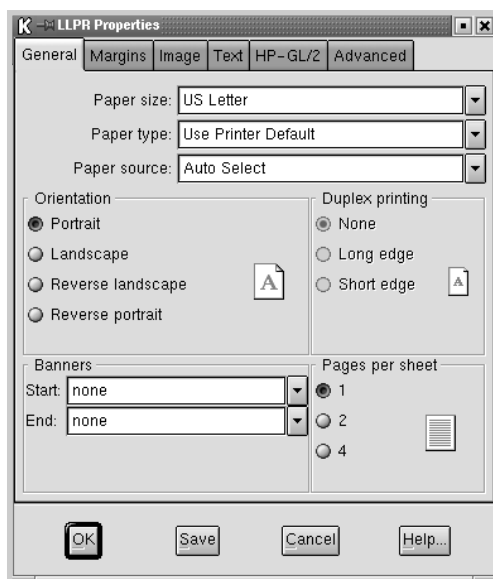 LLPR Properties
General Margins Image Text HP-GL/2 Advanced
Paper size: US Letter
Paper type: Use Printer Default
Paper source: Auto Select
Orientation
Portrait
Landscape
Reverse landscape
Reverse portrait
A
Duplex printing
None
Long edge
Short edge
A
Banners
Start: none
End: none
Pages per sheet
1
2
4
OK Save Cancel Help...